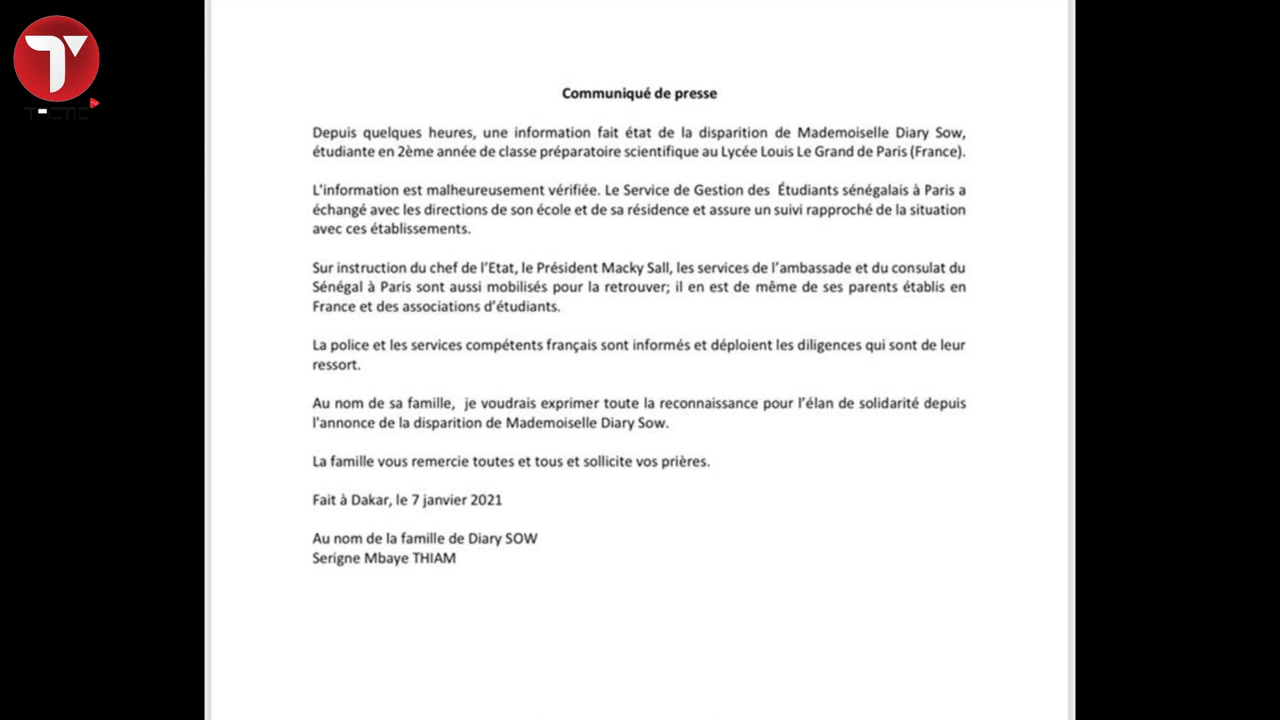 Communiqué de presse
Depuis quelques heures, une information fait état de la disparition de Mademoiselle Diary Sow,
étudiante en 2ème année de classe préparatoire scientifique au Lycée Louis Le Grand de Paris (France).
L'information est malheureusement vérifiée. Le Service de Gestion des Étudiants sénégalais à Paris a
échangé avec les directions de son école et de sa résidence et assure un suivi rapproché de la situation
avec ces établissements.
Sur instruction du chef de l'Etat, le Président Macky Sall, les services de l'ambassade et du consulat du
Sénégal à Paris sont aussi mobilisés pour la retrouver; il en est de même de ses parents établis en
France et des associations d'étudiants.
La police et les services compétents français sont informés et déploient les diligences qui sont de leur
ressort.
Au nom de sa famille, je voudrais exprimer toute la reconnaissance pour l'élan de solidarité depuis
l'annonce de la disparition de Mademoiselle Diary Sow.
La famille vous remercie toutes et tous et sollicite vos prières.
Fait à Dakar, le 7 janvier 2021
Au nom de la famille de Diary SOW
Serigne Mbaye THIAM